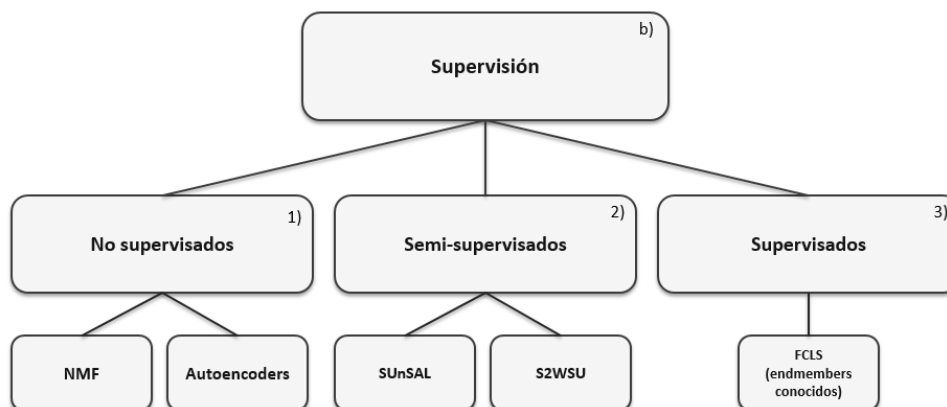 b)
Supervisión
1)
No supervisados
2)
Semi-supervisados
3)
Supervisados
NMF
Autoencoders
SUnSAL
S2WSU
FCLS
(endmembers
conocidos)